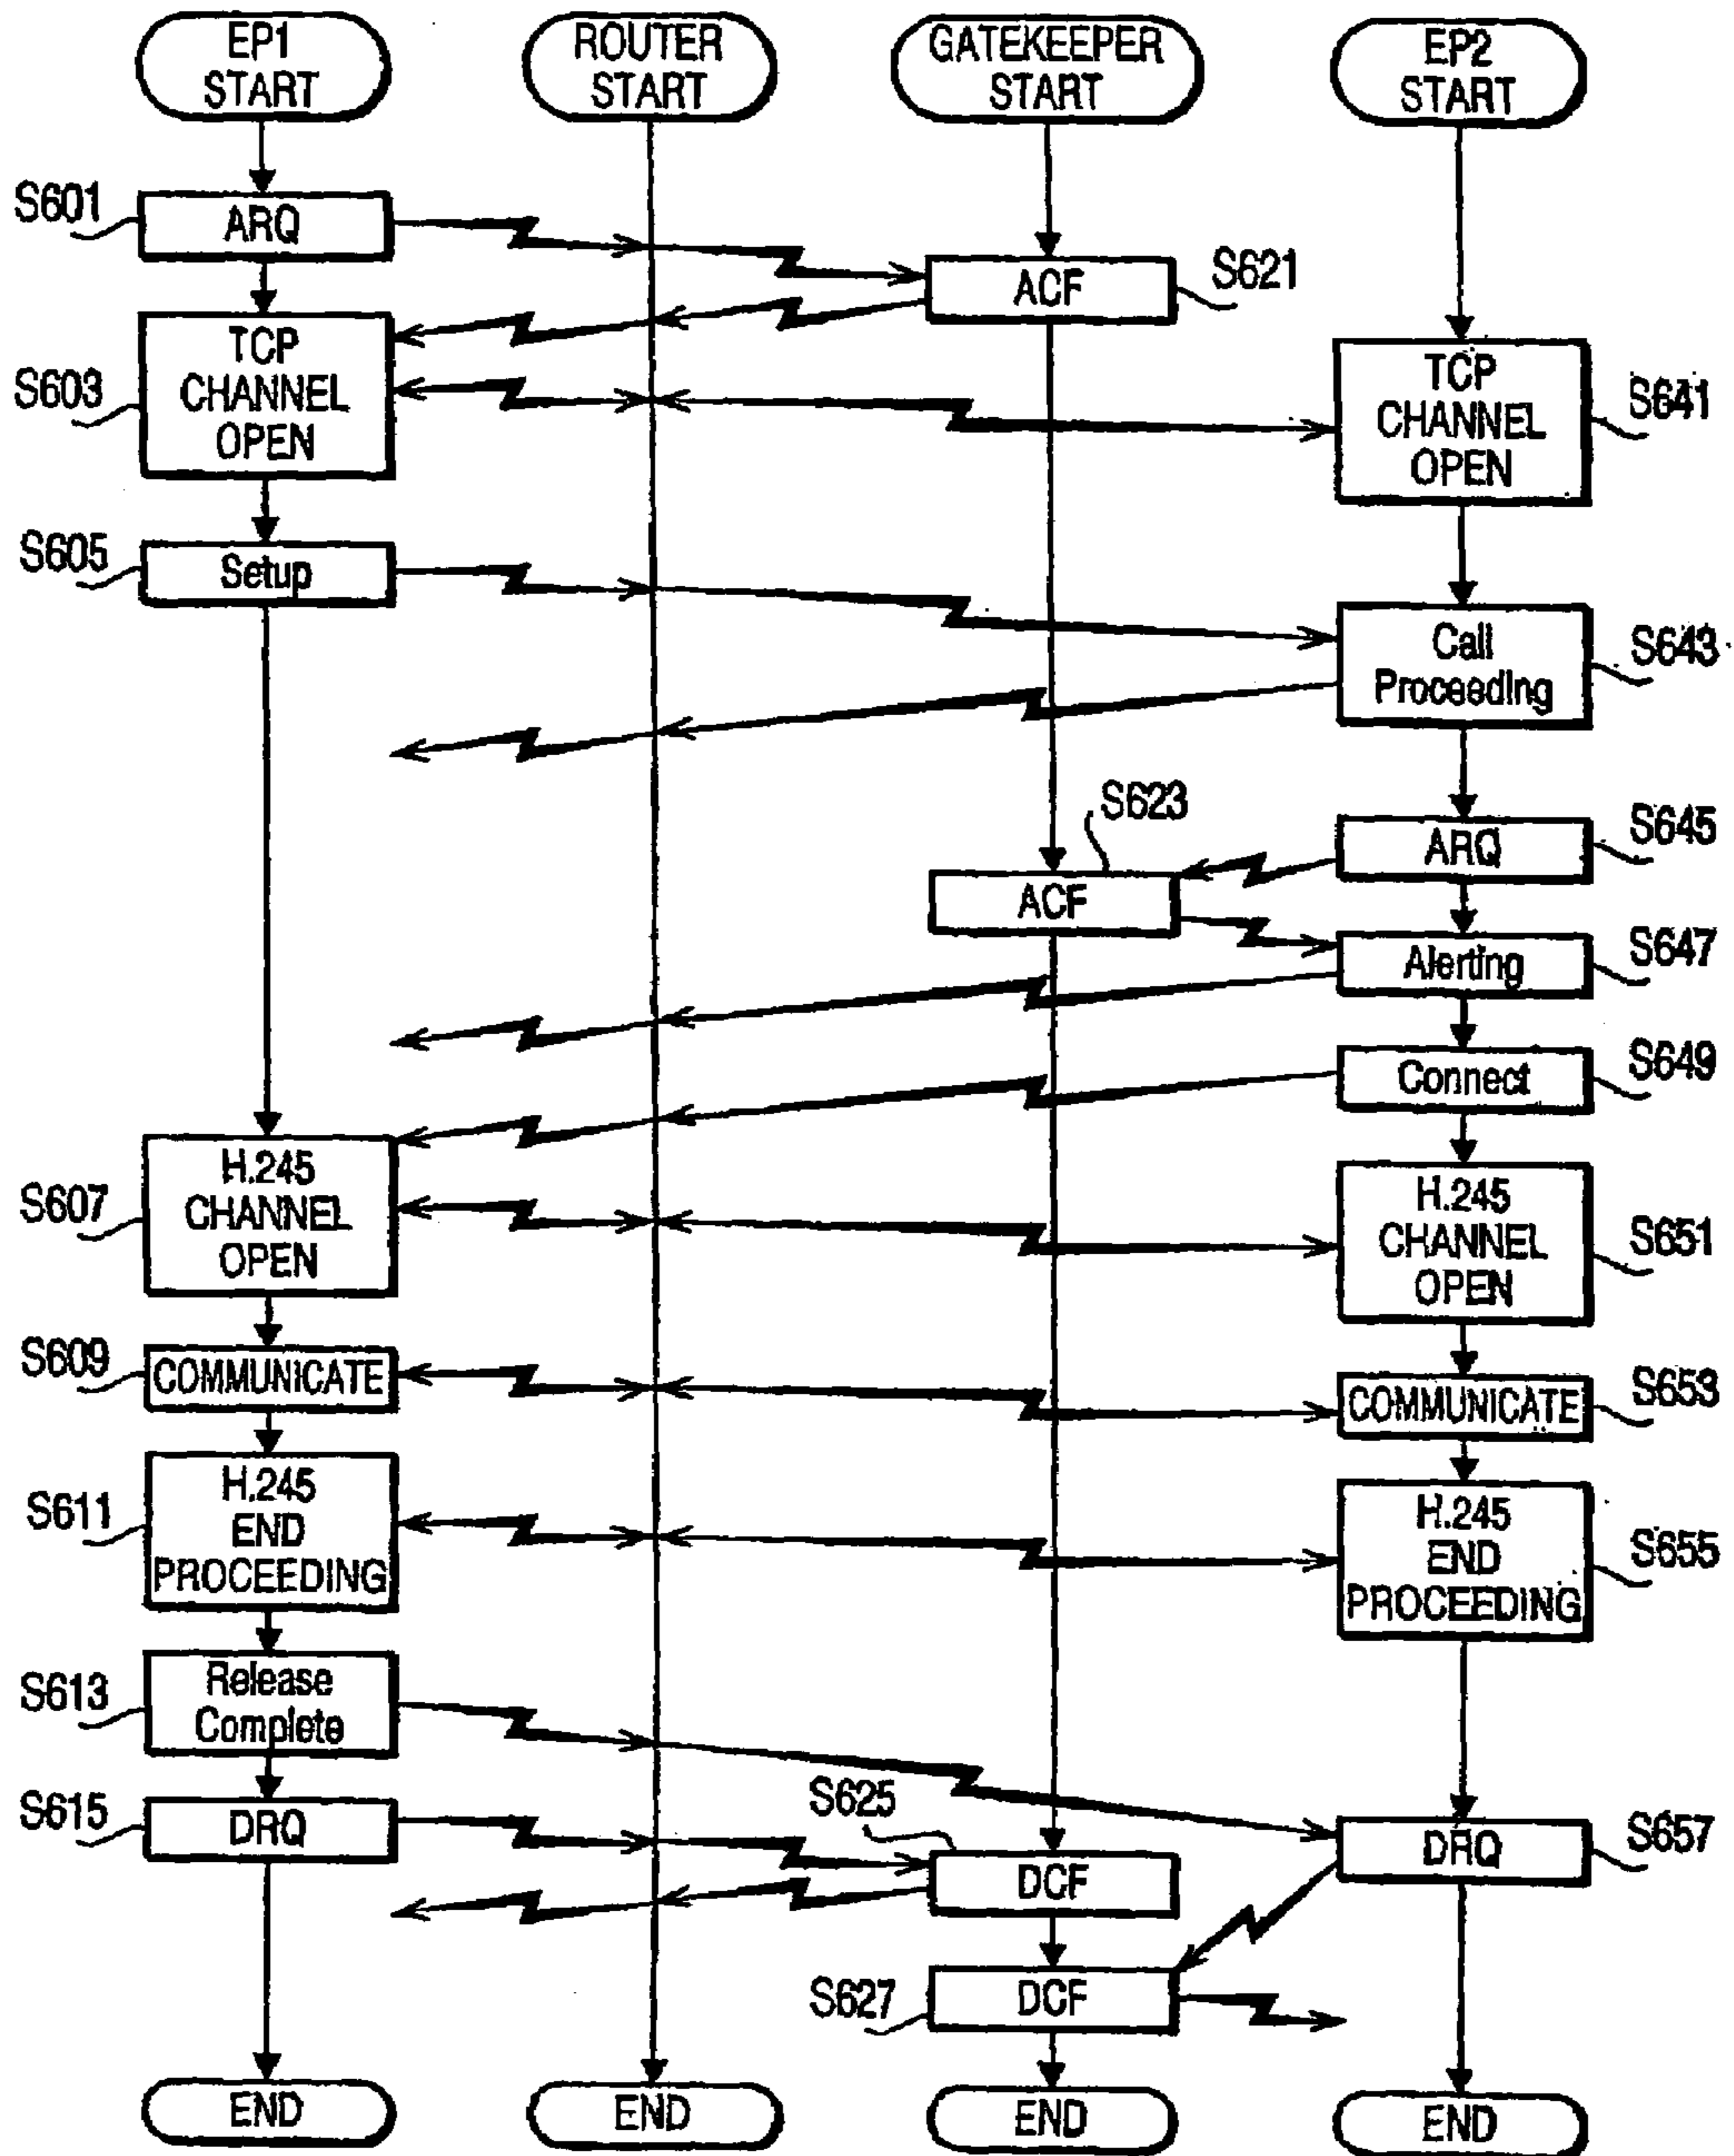 EP1
START
ROUTER
START
GATEKEEPER
START
EP2
START
S601
ARQ
ACF
S621
S603
TCP
CHANNEL
OPEN
TCP
CHANNEL
OPEN
S641
S605
Setup
Call
Proceeding
S643
S623
ACF
ARQ
S645
Alerting
S647
Connect
S649
S607
H.245
CHANNEL
OPEN
H.245
CHANNEL
OPEN
S651
S609
COMMUNICATE
COMMUNICATE
S653
S611
H.245
END
PROCEEDING
H.245
END
PROCEEDING
S655
S613
Release
Complete
S615
DRQ
S625
DCF
DRQ
S657
S627
DCF
END
END
END
END